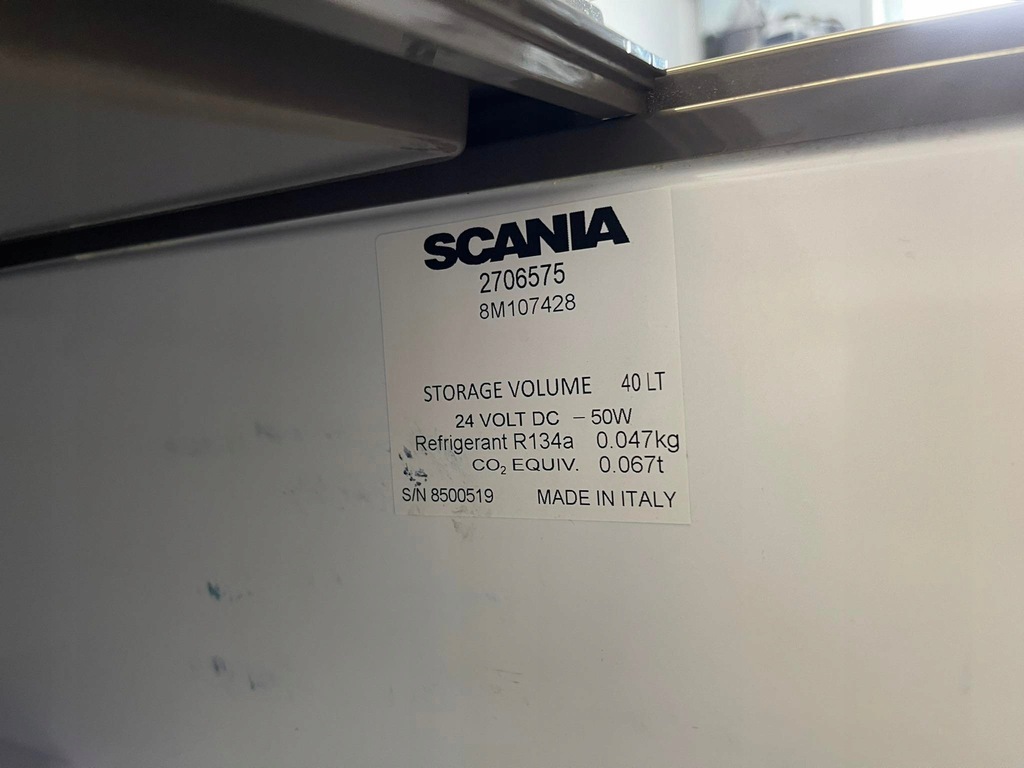 SCANIA
2706575
8M107428
STORAGE VOLUME 40 LT
24 VOLT DC – 50W
Refrigerant R134a 0.047kg
CO₂ EQUIV. 0.067t
S/N 8500519 MADE IN ITALY